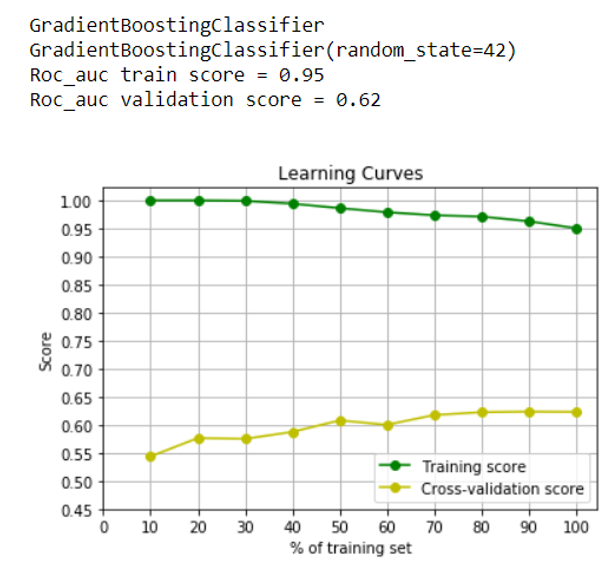 GradientBoostingClassifier
GradientBoostingClassifier(random_state=42)
Roc_auc train score = 0.95
Roc_auc validation score = 0.62
Learning Curves
1.00
0.95
0.90
0.85
0.80
0.75
0.70
0.65
0.60
0.55
0.50
0.45
Score
Training score
Cross-validation score
0 10 20 30 40 50 60 70 80 90 100
% of training set